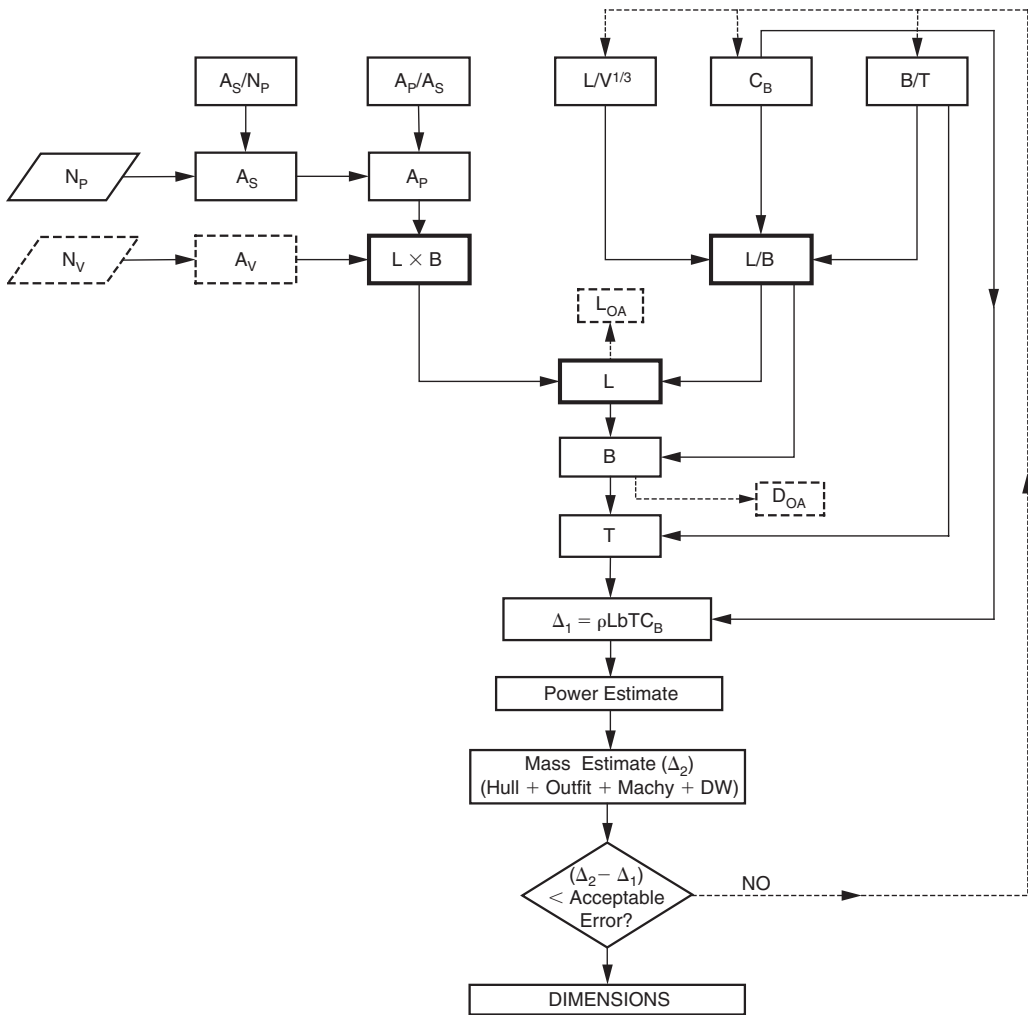 A_S/N_P
A_P/A_S
L/V^1/3
C_B
B/T
N_P
A_S
A_P
N_V
A_V
L × B
L/B
L_OA
L
B
D_OA
T
Δ_1 = ρLbTC_B
Power Estimate
Mass Estimate (Δ_2)
(Hull + Outfit + Machy + DW)
(Δ_2 − Δ_1)
< Acceptable
Error?
NO
DIMENSIONS